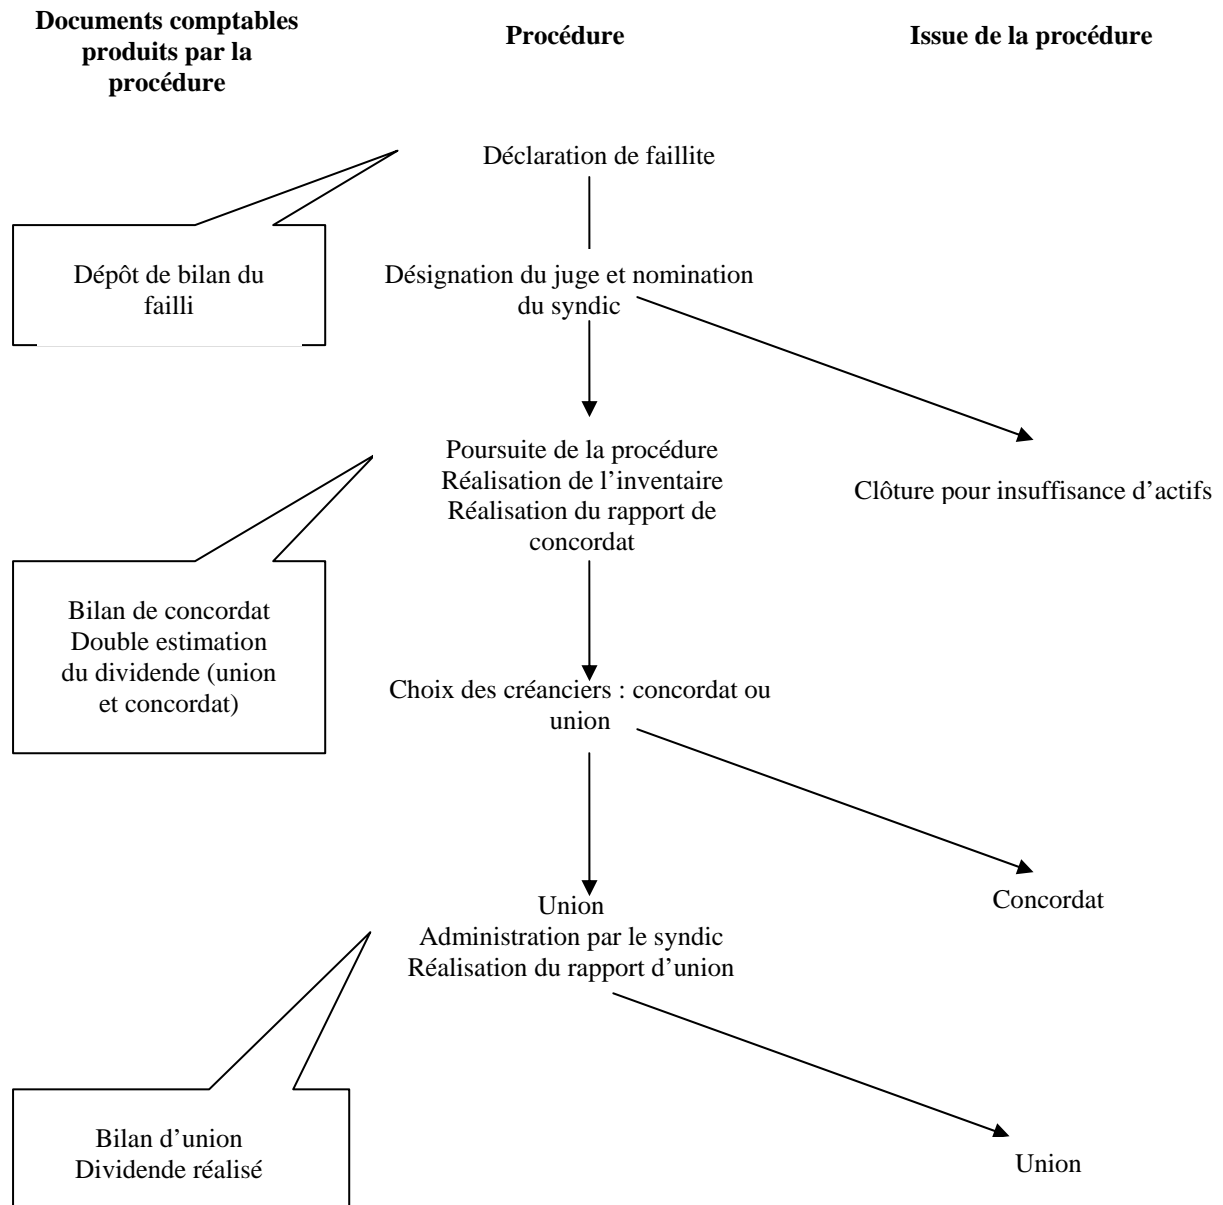 Documents comptables
produits par la
procédure
Procédure
Issue de la procédure
Déclaration de faillite
Dépôt de bilan du
failli
Désignation du juge et nomination
du syndic
Poursuite de la procédure
Réalisation de l’inventaire
Réalisation du rapport de
concordat
Clôture pour insuffisance d’actifs
Bilan de concordat
Double estimation
du dividende (union
et concordat)
Choix des créanciers : concordat ou
union
Concordat
Union
Administration par le syndic
Réalisation du rapport d’union
Bilan d’union
Dividende réalisé
Union